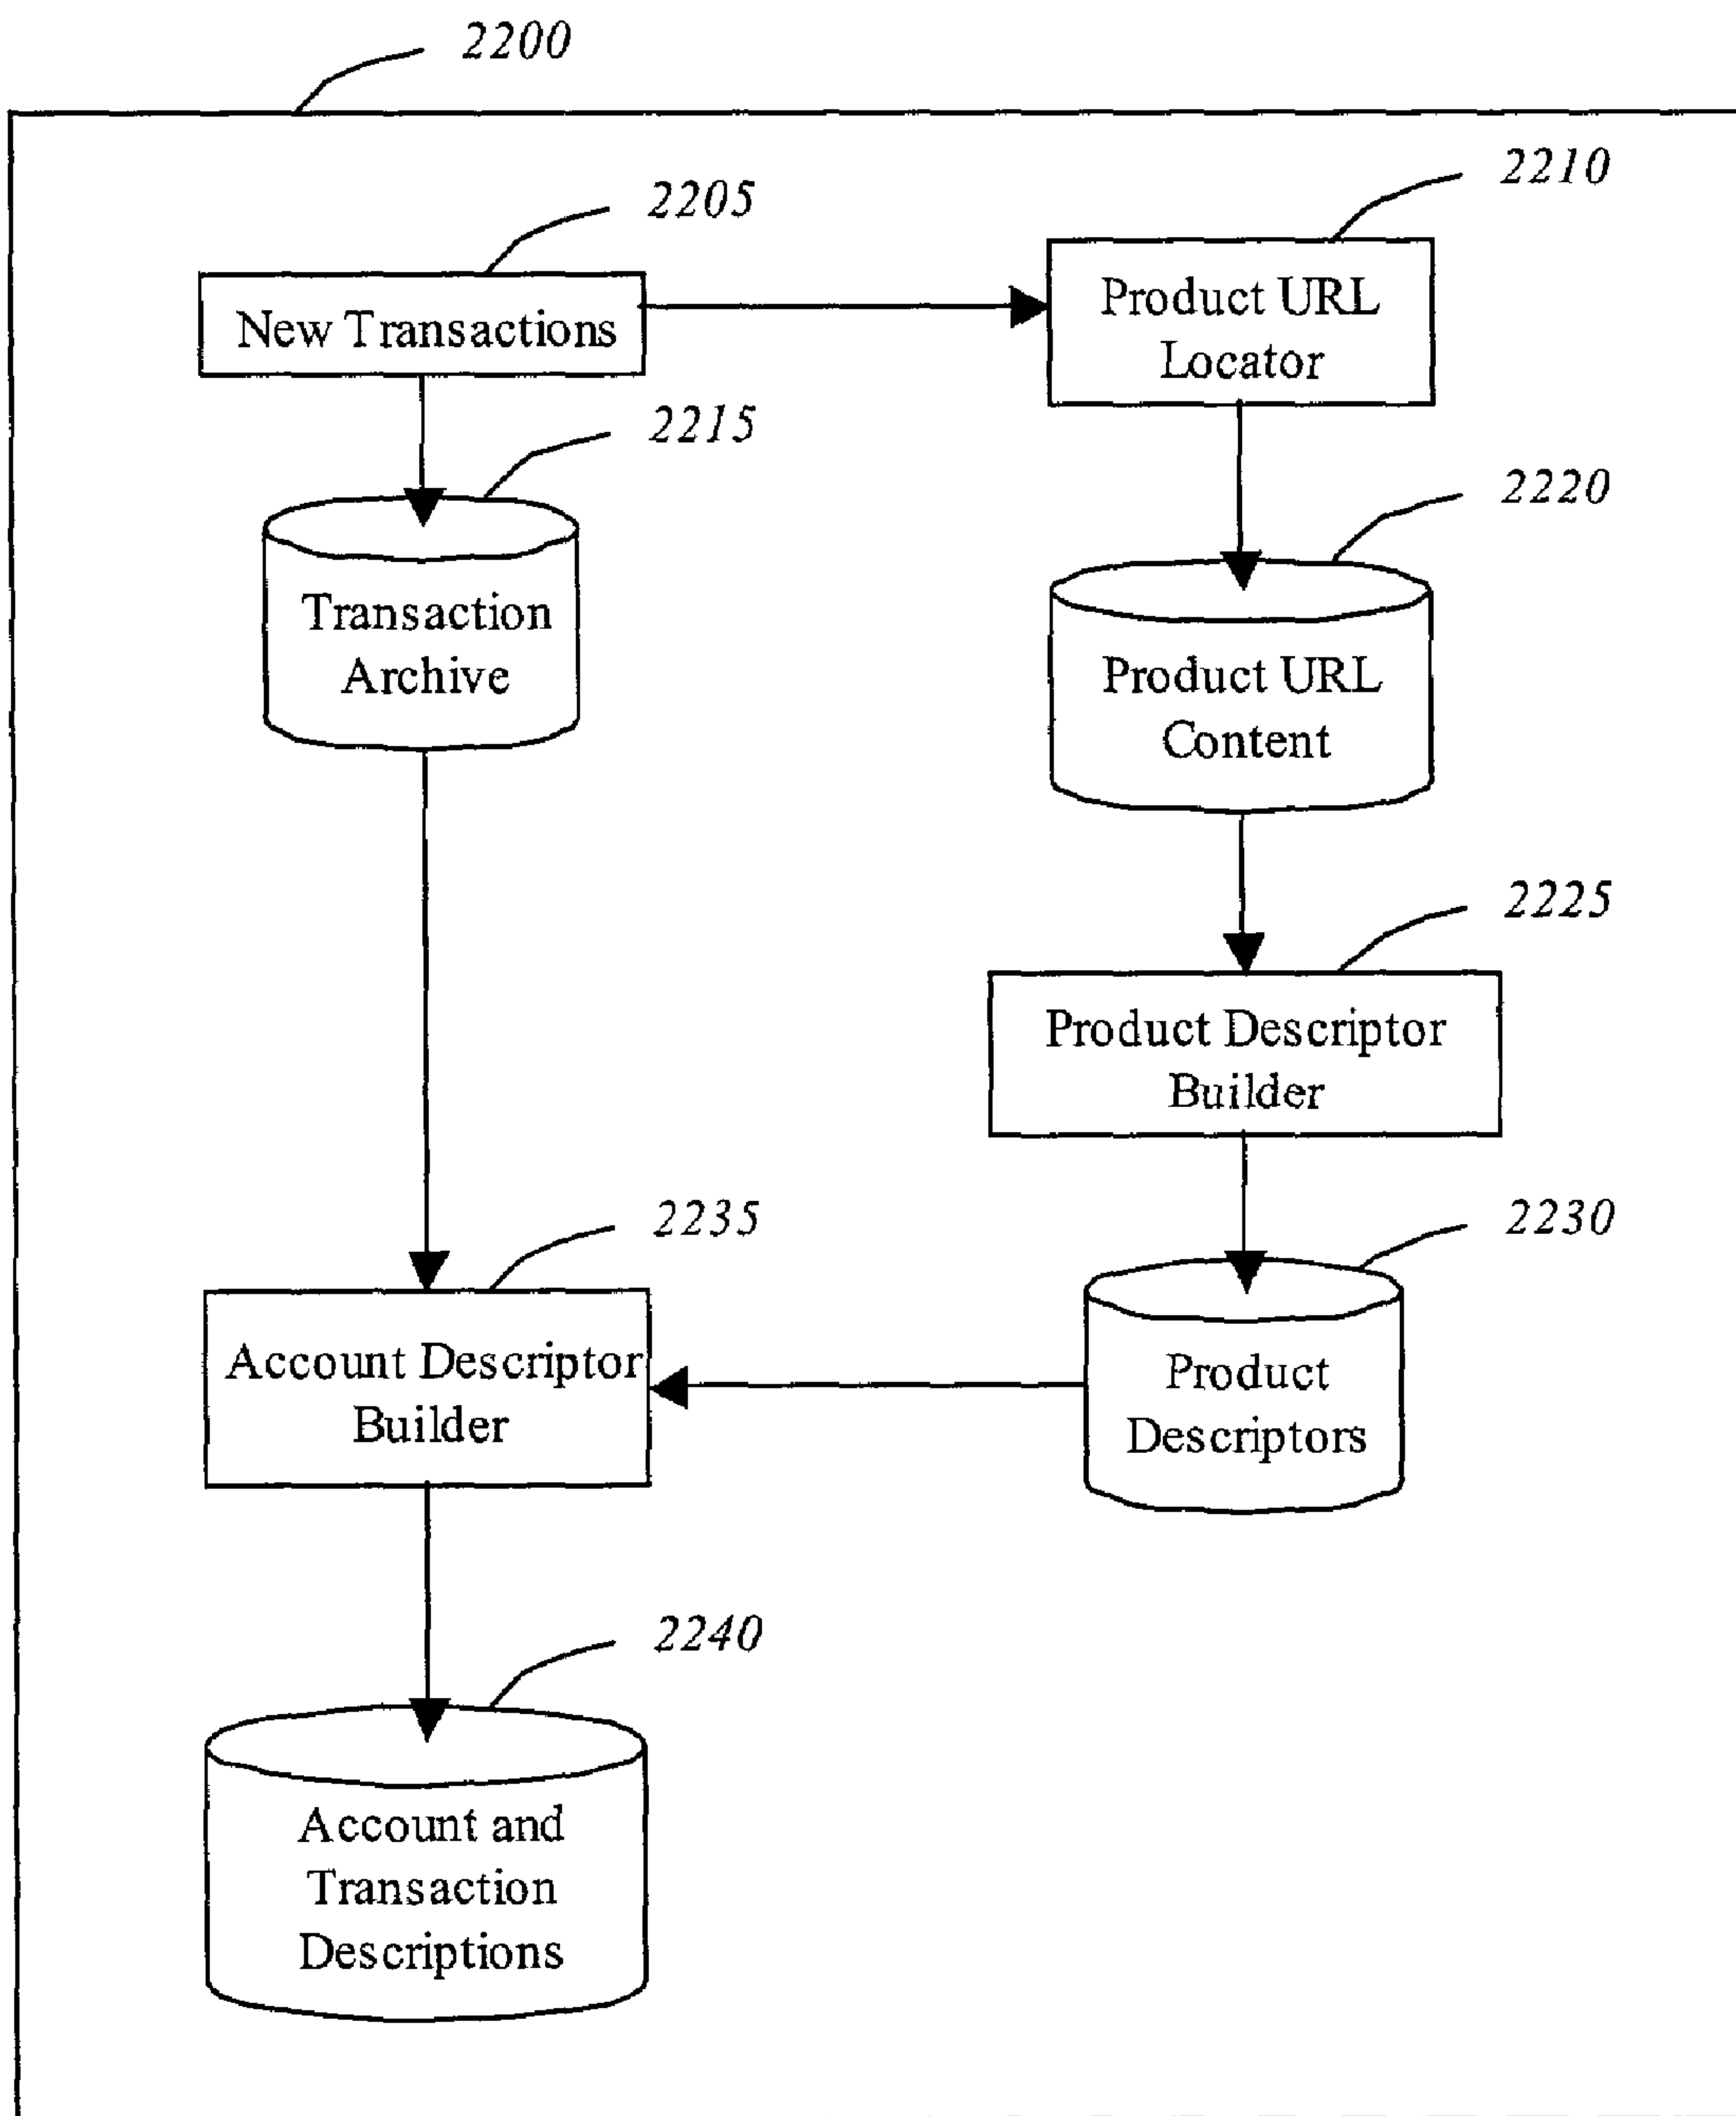 2200
2205
2210
New Transactions
Product URL
Locator
2215
2220
Transaction
Archive
Product URL
Content
2225
Product Descriptor
Builder
2235
2230
Account Descriptor
Builder
Product
Descriptors
2240
Account and
Transaction
Descriptions